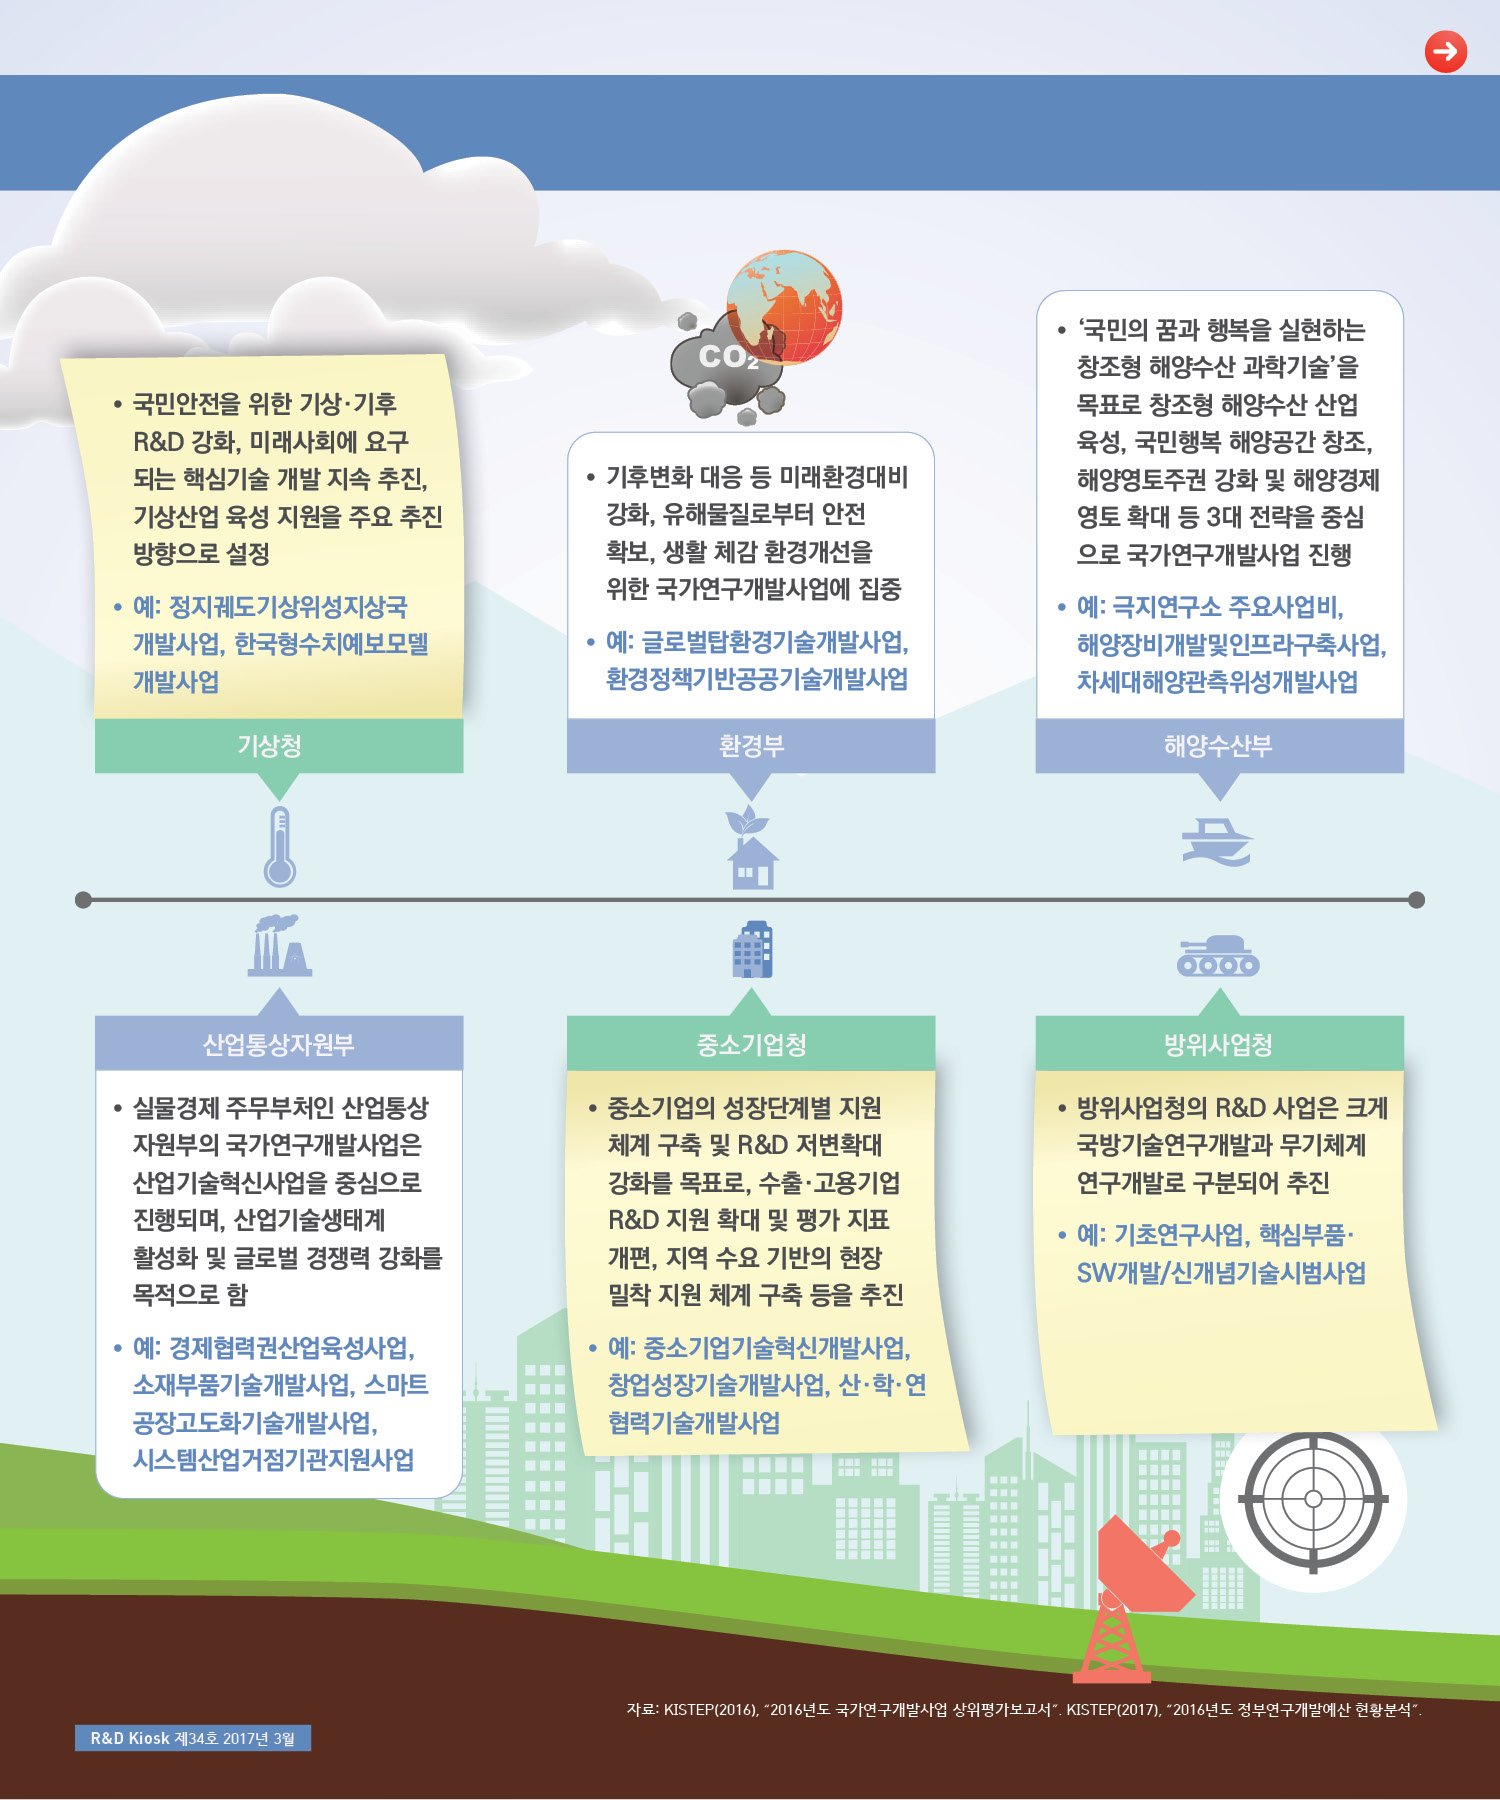 CO₂
• 국민안전을 위한 기상·기후
R&D 강화, 미래사회에 요구
되는 핵심기술 개발 지속 추진,
기상산업 육성 지원을 주요 추진
방향으로 설정
• 예: 정지궤도기상위성지상국
개발사업, 한국형수치예보모델
개발사업
기상청
• 기후변화 대응 등 미래환경대비
강화, 유해물질로부터 안전
확보, 생활 체감 환경개선을
위한 국가연구개발사업에 집중
• 예: 글로벌탑환경기술개발사업,
환경정책기반공공기술개발사업
환경부
• ‘국민의 꿈과 행복을 실현하는
창조형 해양수산 과학기술’을
목표로 창조형 해양수산 산업
육성, 국민행복 해양공간 창조,
해양영토주권 강화 및 해양경제
영토 확대 등 3대 전략을 중심
으로 국가연구개발사업 진행
• 예: 극지연구소 주요사업비,
해양장비개발및인프라구축사업,
차세대해양관측위성개발사업
해양수산부
산업통상자원부
• 실물경제 주무부처인 산업통상
자원부의 국가연구개발사업은
산업기술혁신사업을 중심으로
진행되며, 산업기술생태계
활성화 및 글로벌 경쟁력 강화를
목적으로 함
• 예: 경제협력권산업육성사업,
소재부품기술개발사업, 스마트
공장고도화기술개발사업,
시스템산업거점기관지원사업
중소기업청
• 중소기업의 성장단계별 지원
체계 구축 및 R&D 저변확대
강화를 목표로, 수출·고용기업
R&D 지원 확대 및 평가 지표
개편, 지역 수요 기반의 현장
밀착 지원 체계 구축 등을 추진
• 예: 중소기업기술혁신개발사업,
창업성장기술개발사업, 산·학·연
협력기술개발사업
방위사업청
• 방위사업청의 R&D 사업은 크게
국방기술연구개발과 무기체계
연구개발로 구분되어 추진
• 예: 기초연구사업, 핵심부품·
SW개발/신개념기술시범사업
자료: KISTEP(2016), “2016년도 국가연구개발사업 상위평가보고서”. KISTEP(2017), “2016년도 정부연구개발예산 현황분석”.
R&D Kiosk 제34호 2017년 3월